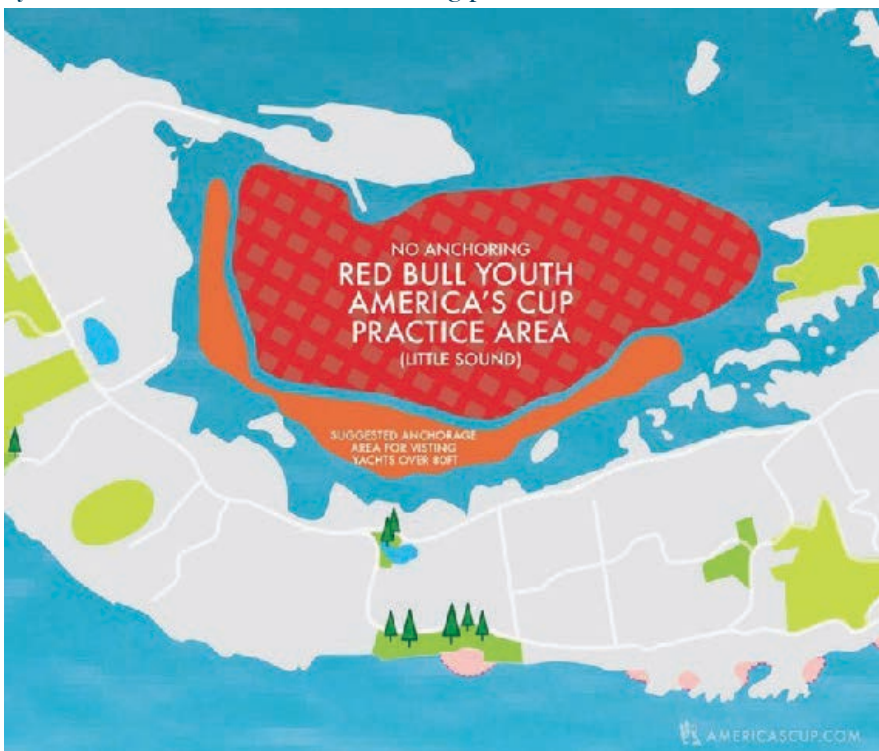 NO ANCHORING
RED BULL YOUTH
AMERICA'S CUP
PRACTICE AREA
(LITTLE SOUND)
SUGGESTED ANCHORAGE
AREA FOR VISTING
YACHTS OVER 80FT
AMERICASCUP.COM